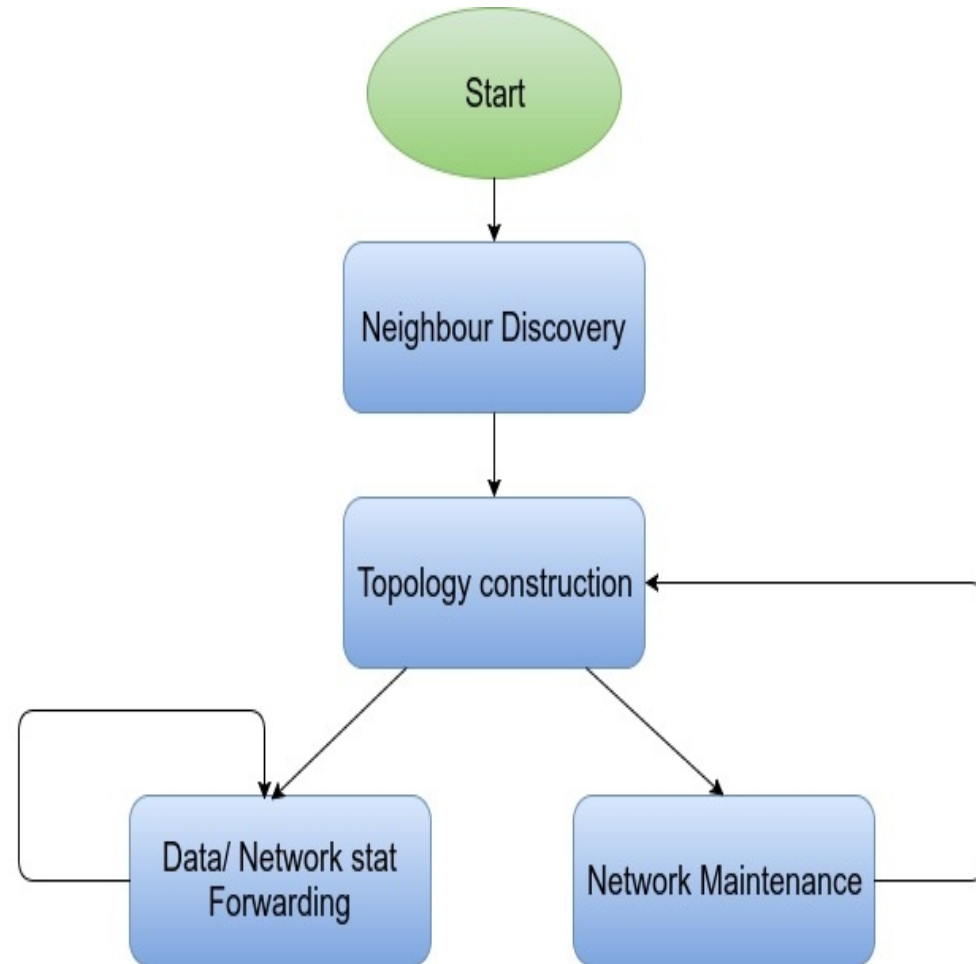 Start
Neighbour Discovery
Topology construction
Data/ Network stat
Forwarding
Network Maintenance